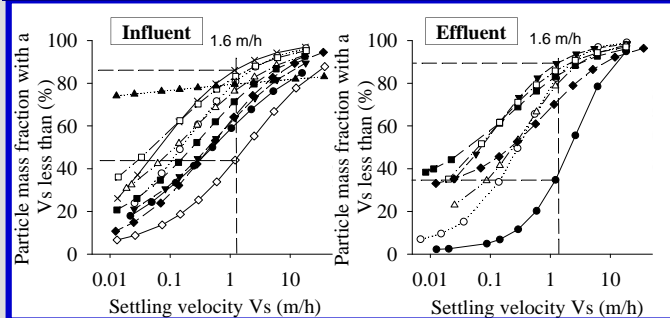 Influent
1.6 m/h
Particle mass fraction with a
Vs less than (%)
100
80
60
40
20
0
0.01 0.1 1 10
Settling velocity Vs (m/h)
Effluent
1.6 m/h
Particle mass fraction with a
Vs less than (%)
100
80
60
40
20
0
0.01 0.1 1 10
Settling velocity Vs (m/h)